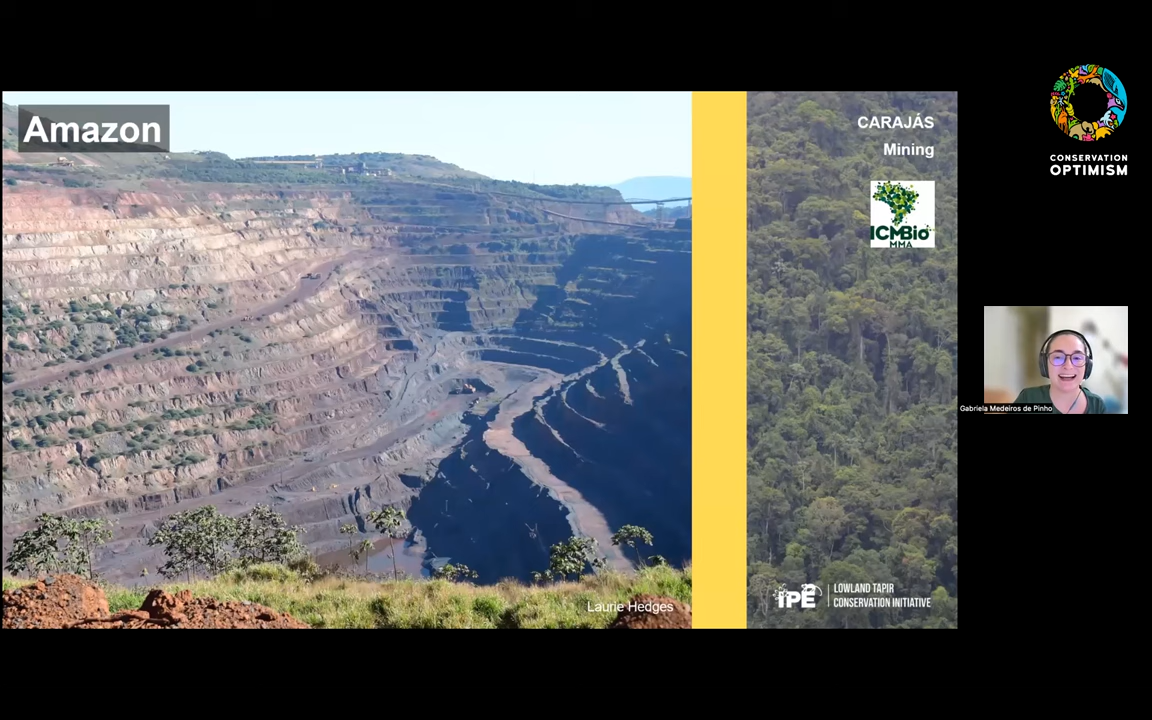 Amazon
CARAJÁS
Mining
ICMBio
MMA
CONSERVATION
OPTIMISM
Gabriela Medeiros de Pinho
IPÊ
LOWLAND TAPIR
CONSERVATION INITIATIVE
Laurie Hedges